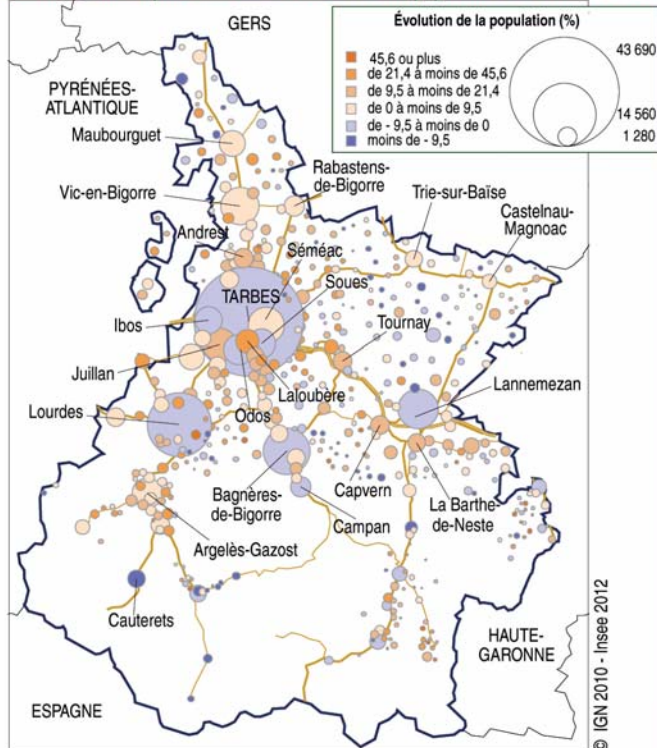 GERS
Évolution de la population (%)
45,6 ou plus
de 21,4 à moins de 45,6
de 9,5 à moins de 21,4
de 0 à moins de 9,5
de - 9,5 à moins de 0
moins de - 9,5
43 690
14 560
1 280
PYRÉNÉES-
ATLANTIQUE
Maubourguet
Rabastens-
de-Bigorre
Vic-en-Bigorre
Trie-sur-Baïse
Castelnau-
Magnoac
Andrest
Séméac
Soues
TARBES
Ibos
Tournay
Juillan
Laloubère
Lannemezan
Lourdes
Odos
Bagnères-
de-Bigorre
Capvern
La Barthe-
de-Neste
Campan
Argelès-Gazost
Cauterets
HAUTE-
GARONNE
ESPAGNE
© IGN 2010 - Insee 2012